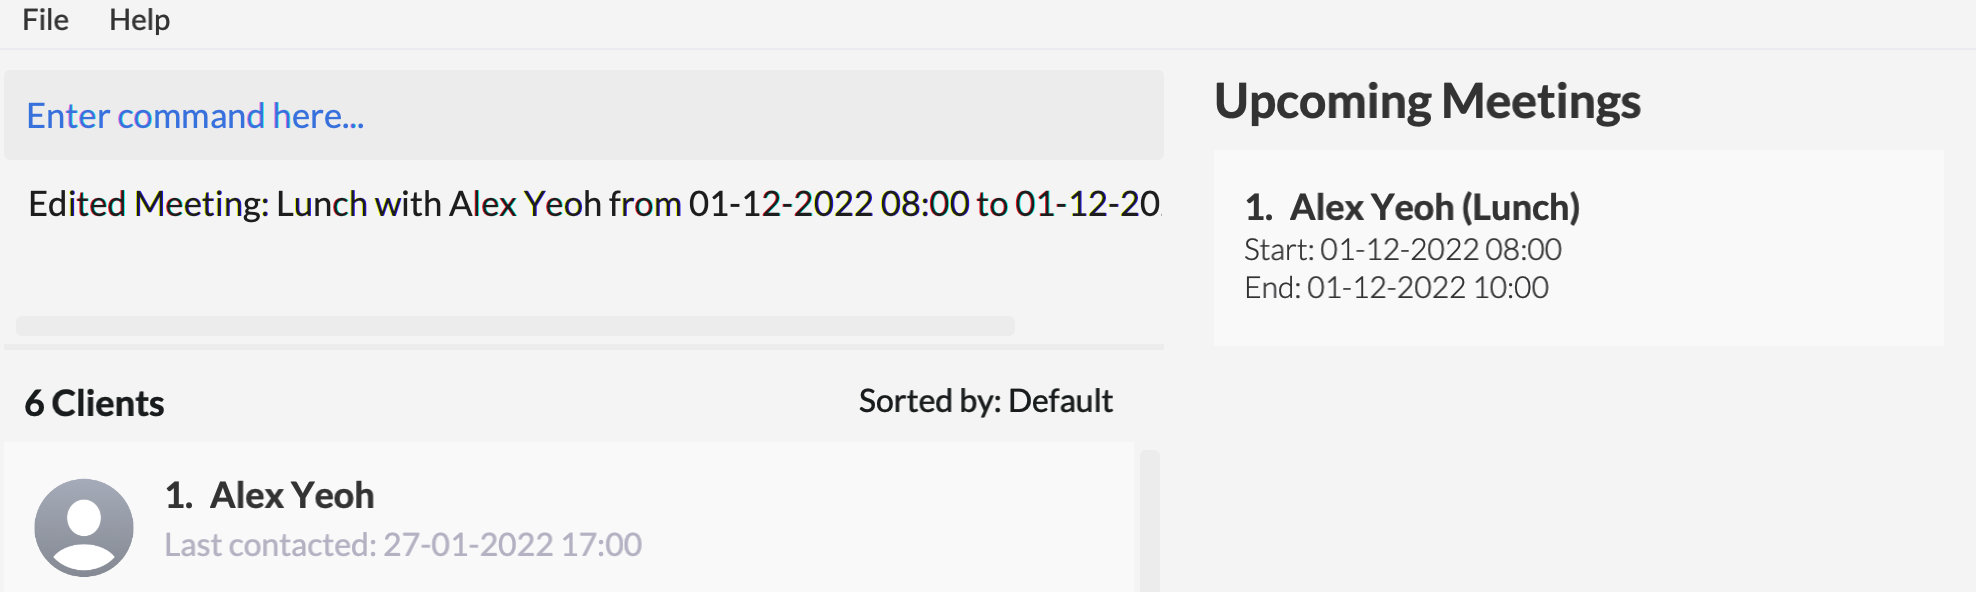 File Help
Enter command here...
Edited Meeting: Lunch with Alex Yeoh from 01-12-2022 08:00 to 01-12-20
6 Clients
Sorted by: Default
1. Alex Yeoh
Last contacted: 27-01-2022 17:00
Upcoming Meetings
1. Alex Yeoh (Lunch)
Start: 01-12-2022 08:00
End: 01-12-2022 10:00